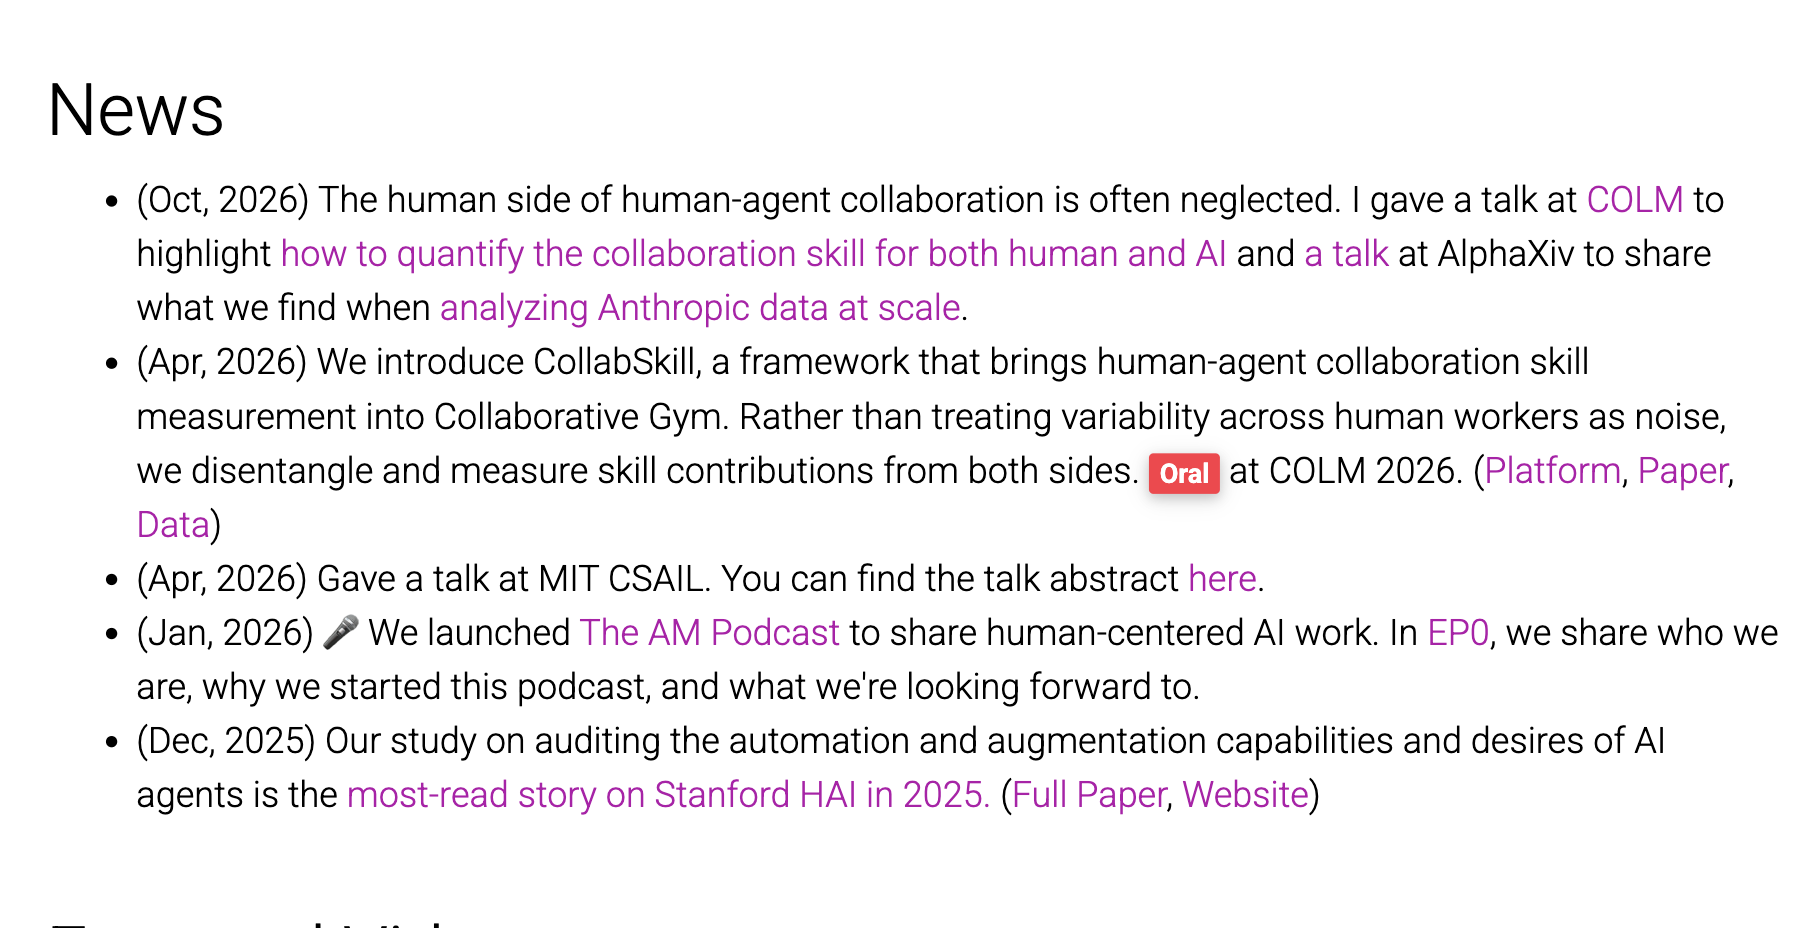 News
(Oct, 2026) The human side of human-agent collaboration is often neglected. I gave a talk at COLM to
highlight how to quantify the collaboration skill for both human and AI and a talk at AlphaXiv to share
what we find when analyzing Anthropic data at scale.
(Apr, 2026) We introduce CollabSkill, a framework that brings human-agent collaboration skill
measurement into Collaborative Gym. Rather than treating variability across human workers as noise,
we disentangle and measure skill contributions from both sides. Oral at COLM 2026. (Platform, Paper,
Data)
(Apr, 2026) Gave a talk at MIT CSAIL. You can find the talk abstract here.
(Jan, 2026) 🎤 We launched The AM Podcast to share human-centered AI work. In EP0, we share who we
are, why we started this podcast, and what we're looking forward to.
(Dec, 2025) Our study on auditing the automation and augmentation capabilities and desires of AI
agents is the most-read story on Stanford HAI in 2025. (Full Paper, Website)